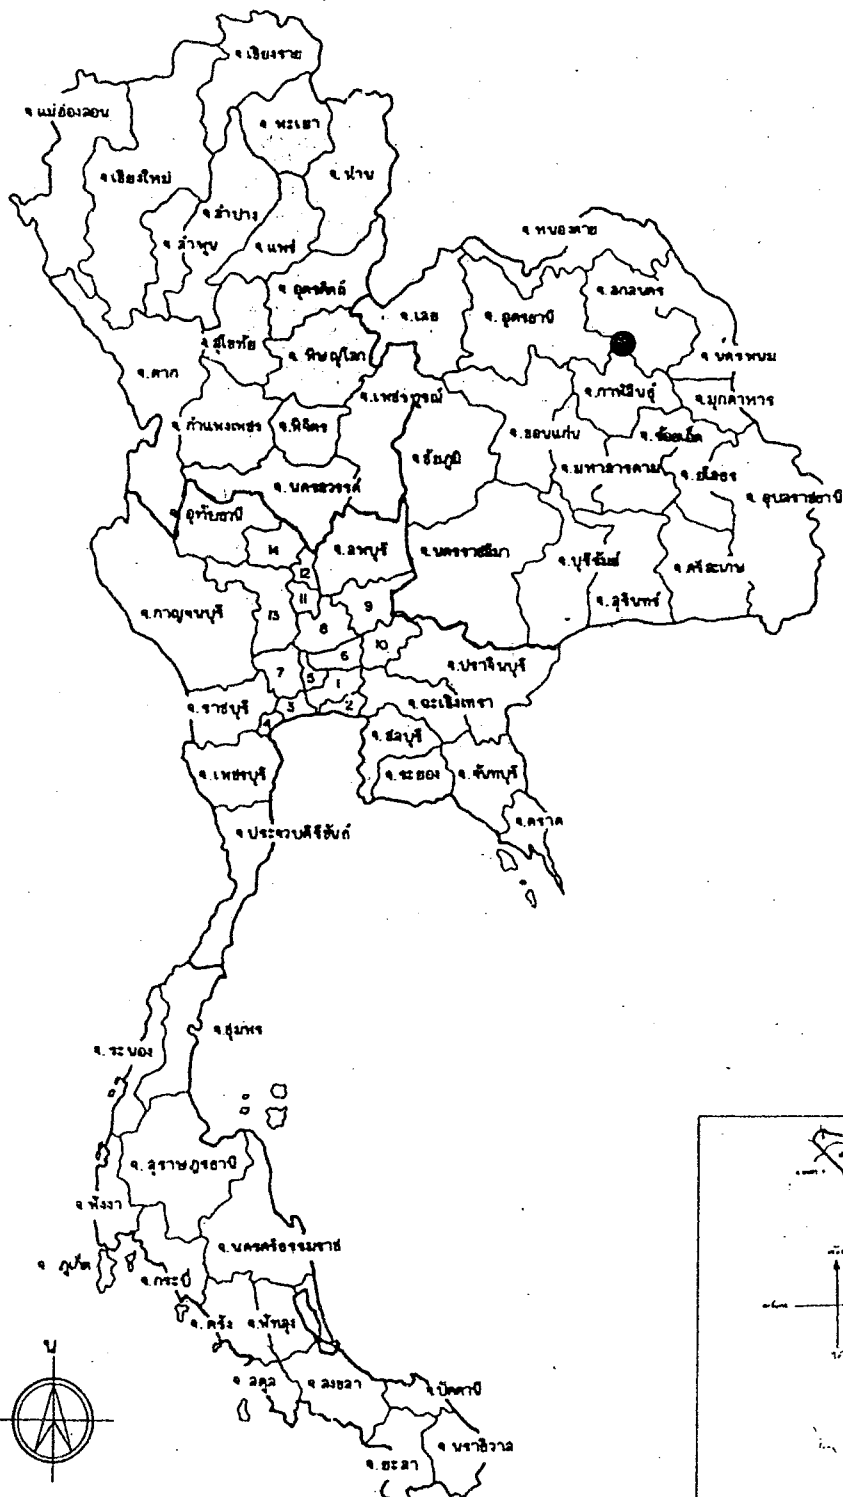 จ.เชียงราย
จ.แม่ฮ่องสอน
จ.พะเยา
จ.เชียงใหม่
จ.น่าน
จ.ลำปาง
จ.ลำพูน
จ.แพร่
จ.หนองคาย
จ.อุตรดิตถ์
จ.สกลนคร
จ.เลย
จ.อุดรธานี
จ.สุโขทัย
จ.พิษณุโลก
จ.นครพนม
จ.ตาก
จ.เพชรบูรณ์
จ.กาฬสินธุ์
จ.มุกดาหาร
จ.กำแพงเพชร
จ.พิจิตร
จ.ขอนแก่น
จ.ร้อยเอ็ด
จ.ชัยภูมิ
จ.มหาสารคาม
จ.ยโสธร
จ.นครสวรรค์
จ.อุบลราชธานี
จ.อุทัยธานี
14
จ.ลพบุรี
จ.นครราชสีมา
จ.บุรีรัมย์
จ.ศรีสะเกษ
12
11
9
จ.สุรินทร์
จ.กาญจนบุรี
13
8
10
6
จ.ปราจีนบุรี
7
5
1
จ.ราชบุรี
3
2
จ.ฉะเชิงเทรา
4
จ.ชลบุรี
จ.เพชรบุรี
จ.ระยอง
จ.จันทบุรี
จ.ตราด
จ.ประจวบคีรีขันธ์
จ.ชุมพร
จ.ระนอง
จ.สุราษฎรธานี
จ.พังงา
จ.นครศรีธรรมราช
จ ภูเก็ต
จ.กระบี่
จ.ตรัง
จ.พัทลุง
น
จ สตูล
จ.สงขลา
จ.ปัตตานี
จ.นราธิวาส
จ.ยะลา